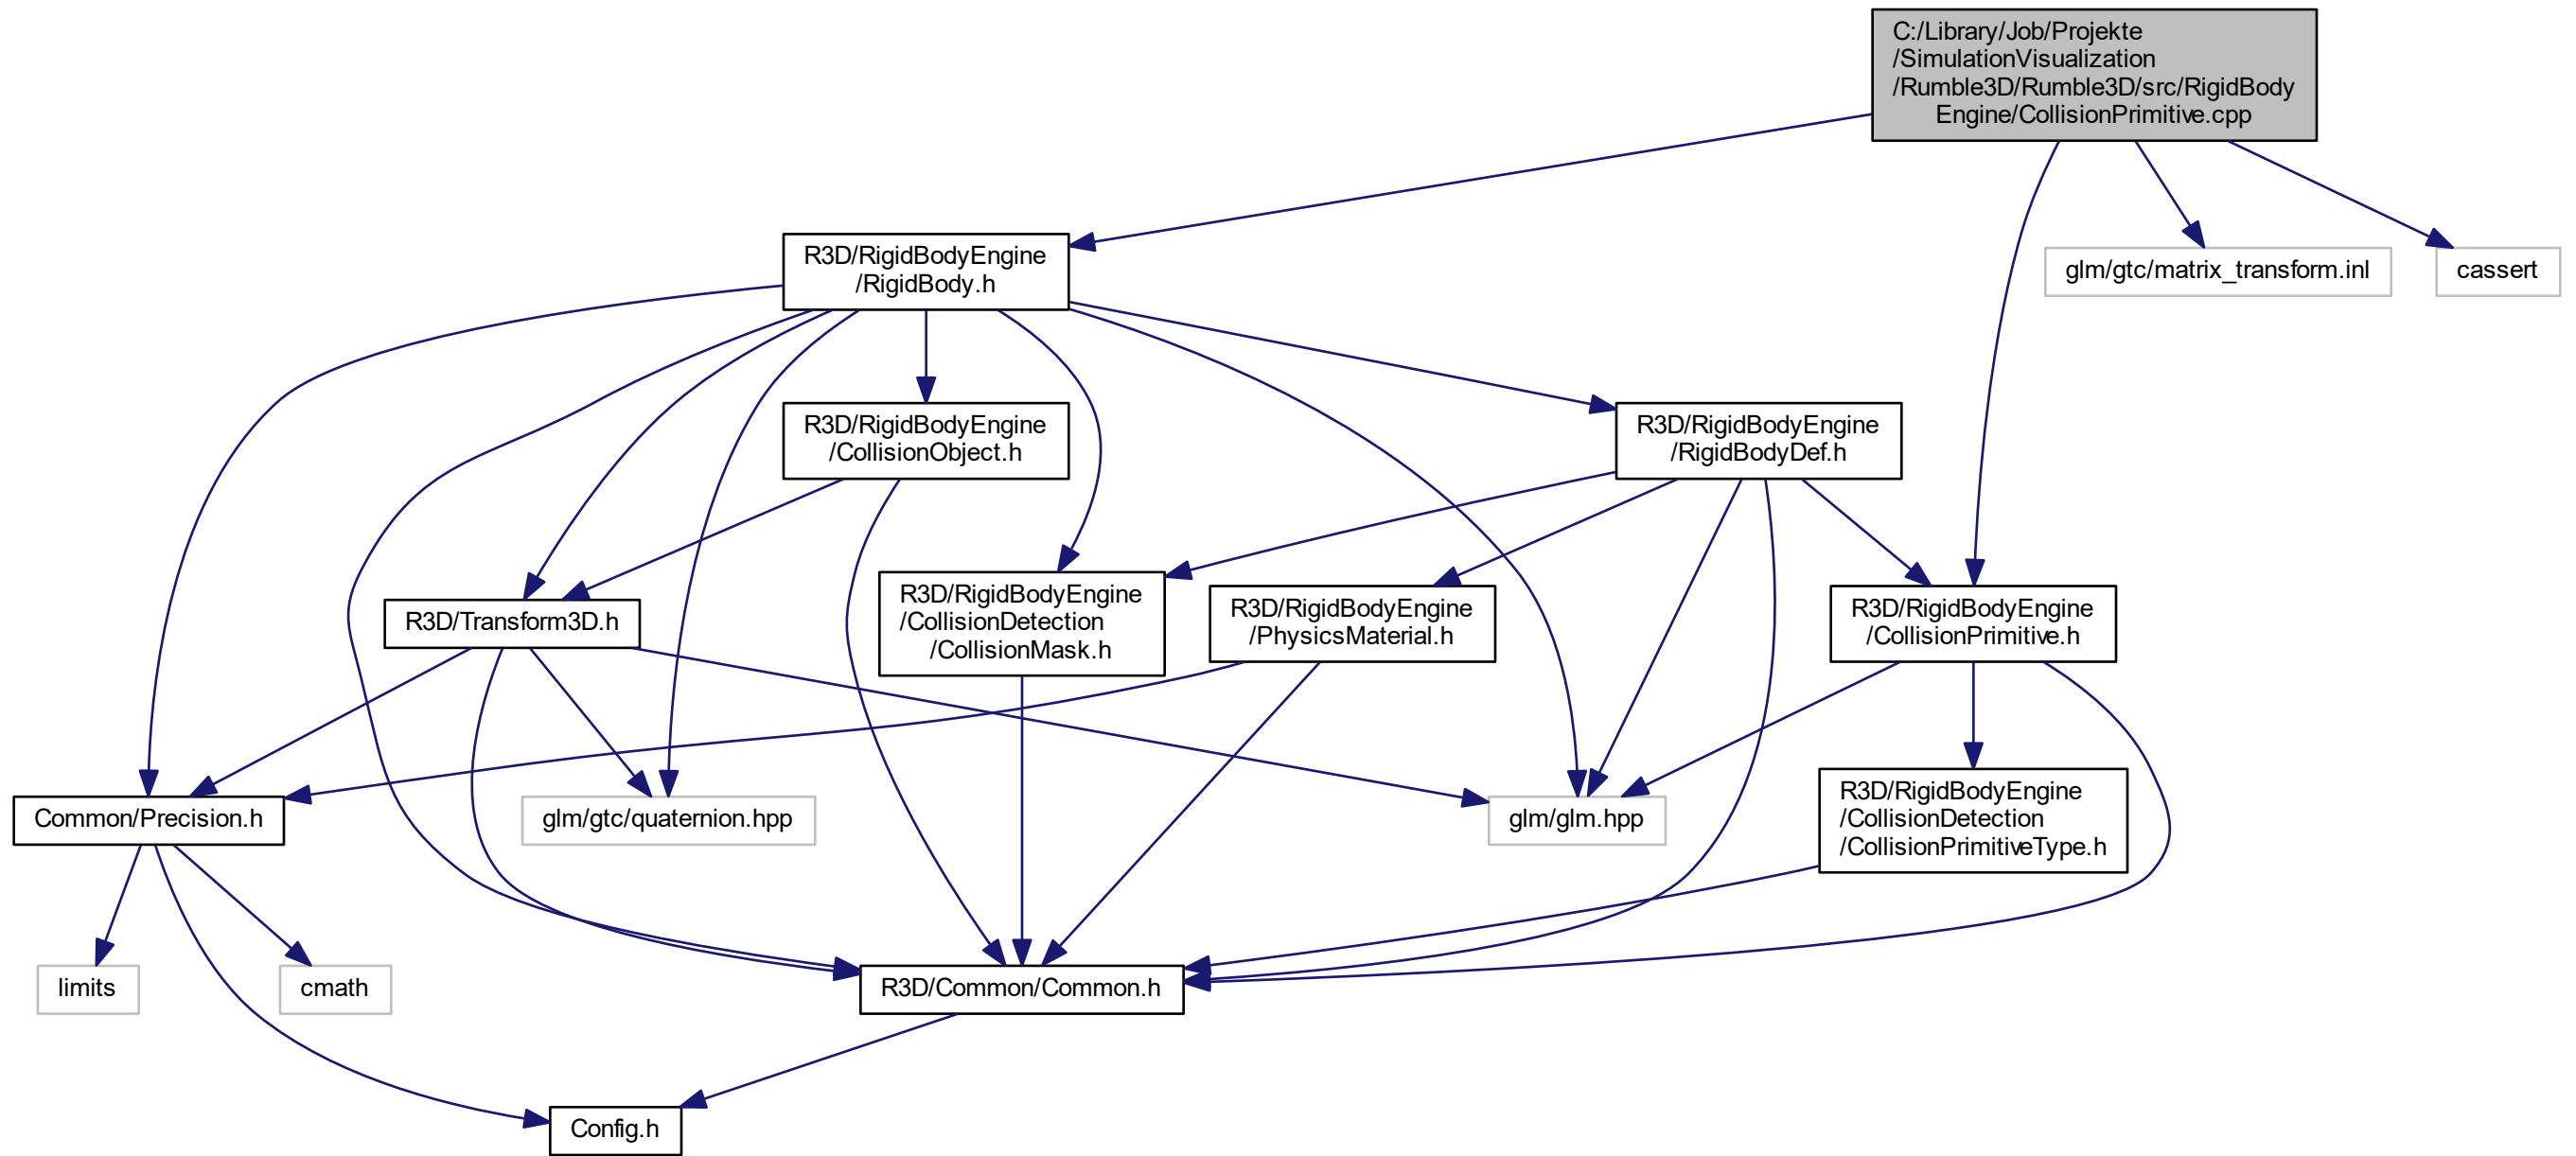 C:/Library/Job/Projekte
/SimulationVisualization
/Rumble3D/Rumble3D/src/RigidBody
Engine/CollisionPrimitive.cpp
R3D/RigidBodyEngine
/RigidBody.h
glm/gtc/matrix_transform.inl
cassert
R3D/RigidBodyEngine
/CollisionObject.h
R3D/RigidBodyEngine
/RigidBodyDef.h
R3D/Transform3D.h
R3D/RigidBodyEngine
/CollisionDetection
/CollisionMask.h
R3D/RigidBodyEngine
/PhysicsMaterial.h
R3D/RigidBodyEngine
/CollisionPrimitive.h
Common/Precision.h
glm/gtc/quaternion.hpp
glm/glm.hpp
R3D/RigidBodyEngine
/CollisionDetection
/CollisionPrimitiveType.h
limits
cmath
R3D/Common/Common.h
Config.h